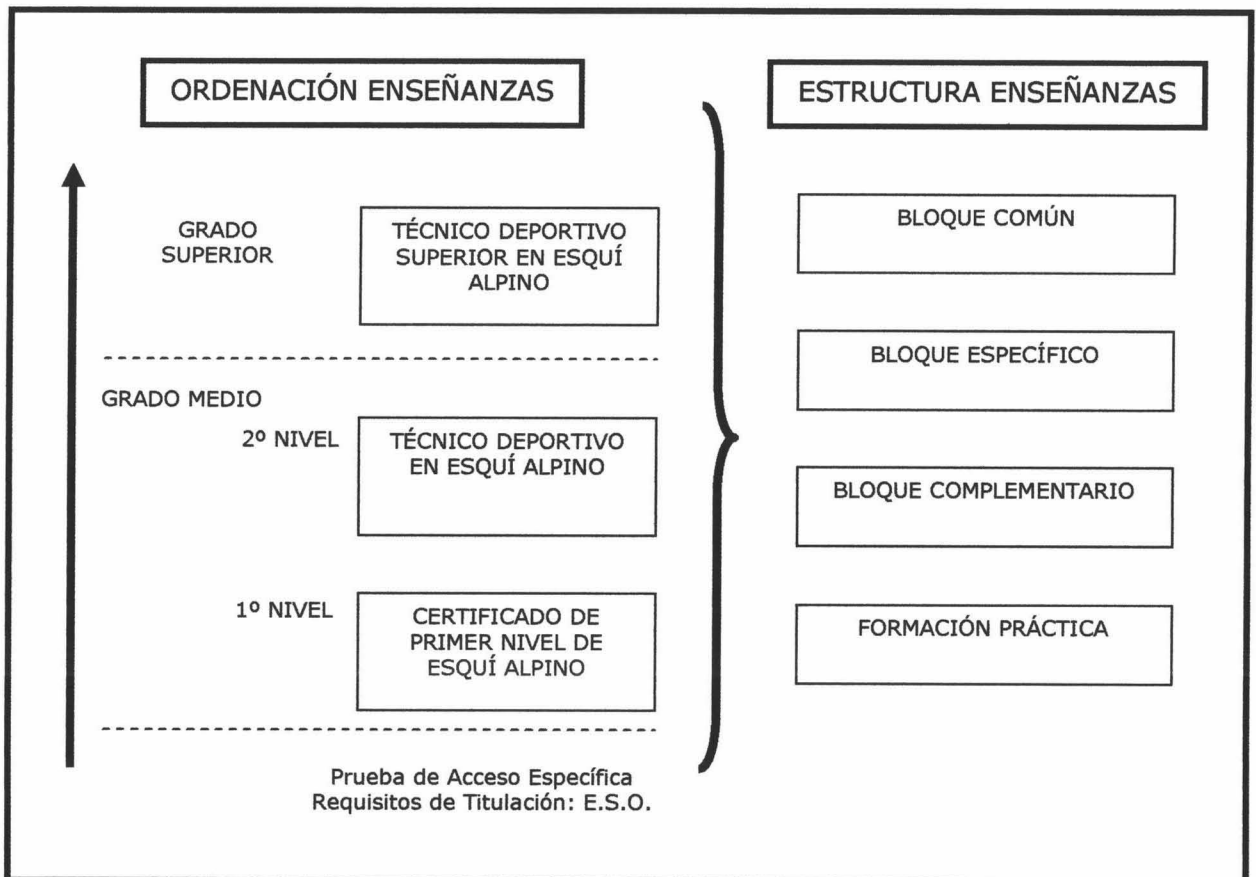 ORDENACIÓN ENSEÑANZAS
GRADO
SUPERIOR
TÉCNICO DEPORTIVO
SUPERIOR EN ESQUÍ
ALPINO
GRADO MEDIO
2º NIVEL
TÉCNICO DEPORTIVO
EN ESQUÍ ALPINO
1º NIVEL
CERTIFICADO DE
PRIMER NIVEL DE
ESQUÍ ALPINO
Prueba de Acceso Específica
Requisitos de Titulación: E.S.O.
ESTRUCTURA ENSEÑANZAS
BLOQUE COMÚN
BLOQUE ESPECÍFICO
BLOQUE COMPLEMENTARIO
FORMACIÓN PRÁCTICA